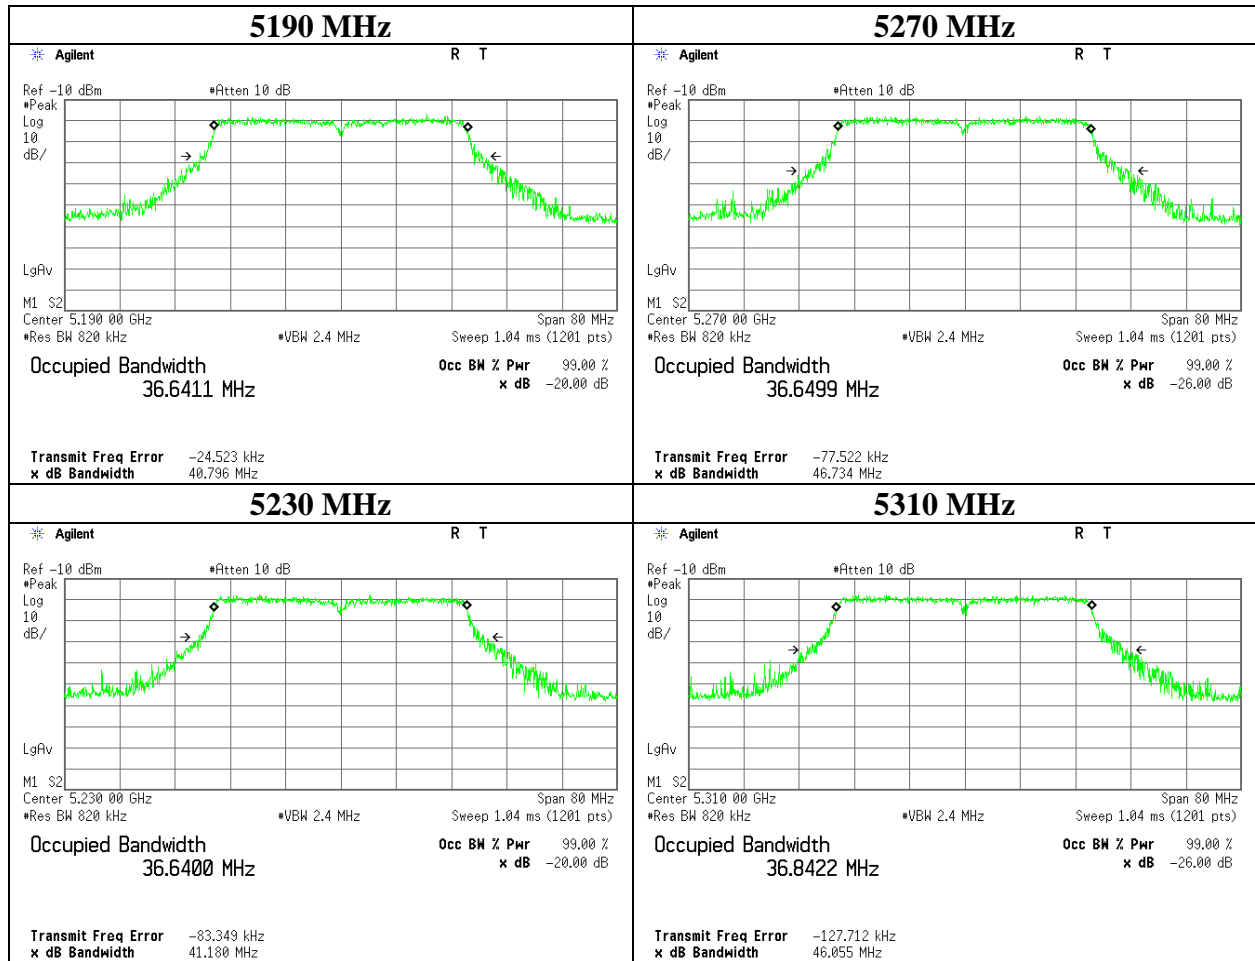 5190 MHz
Agilent
R T
Ref -10 dBm #Atten 10 dB
#Peak
Log
10
dB/
LgAv
M1 S2
Center 5.190 00 GHz Span 80 MHz
#Res BW 820 kHz #VBW 2.4 MHz Sweep 1.04 ms (1201 pts)
Occupied Bandwidth Occ BW % Pwr 99.00 %
36.6411 MHz x dB -20.00 dB
Transmit Freq Error -24.523 kHz
x dB Bandwidth 40.796 MHz
5270 MHz
Agilent
R T
Ref -10 dBm #Atten 10 dB
#Peak
Log
10
dB/
LgAv
M1 S2
Center 5.270 00 GHz Span 80 MHz
#Res BW 820 kHz #VBW 2.4 MHz Sweep 1.04 ms (1201 pts)
Occupied Bandwidth Occ BW % Pwr 99.00 %
36.6499 MHz x dB -26.00 dB
Transmit Freq Error -77.522 kHz
x dB Bandwidth 46.734 MHz
5230 MHz
Agilent
R T
Ref -10 dBm #Atten 10 dB
#Peak
Log
10
dB/
LgAv
M1 S2
Center 5.230 00 GHz Span 80 MHz
#Res BW 820 kHz #VBW 2.4 MHz Sweep 1.04 ms (1201 pts)
Occupied Bandwidth Occ BW % Pwr 99.00 %
36.6400 MHz x dB -20.00 dB
Transmit Freq Error -83.349 kHz
x dB Bandwidth 41.180 MHz
5310 MHz
Agilent
R T
Ref -10 dBm #Atten 10 dB
#Peak
Log
10
dB/
LgAv
M1 S2
Center 5.310 00 GHz Span 80 MHz
#Res BW 820 kHz #VBW 2.4 MHz Sweep 1.04 ms (1201 pts)
Occupied Bandwidth Occ BW % Pwr 99.00 %
36.8422 MHz x dB -26.00 dB
Transmit Freq Error -127.712 kHz
x dB Bandwidth 46.055 MHz